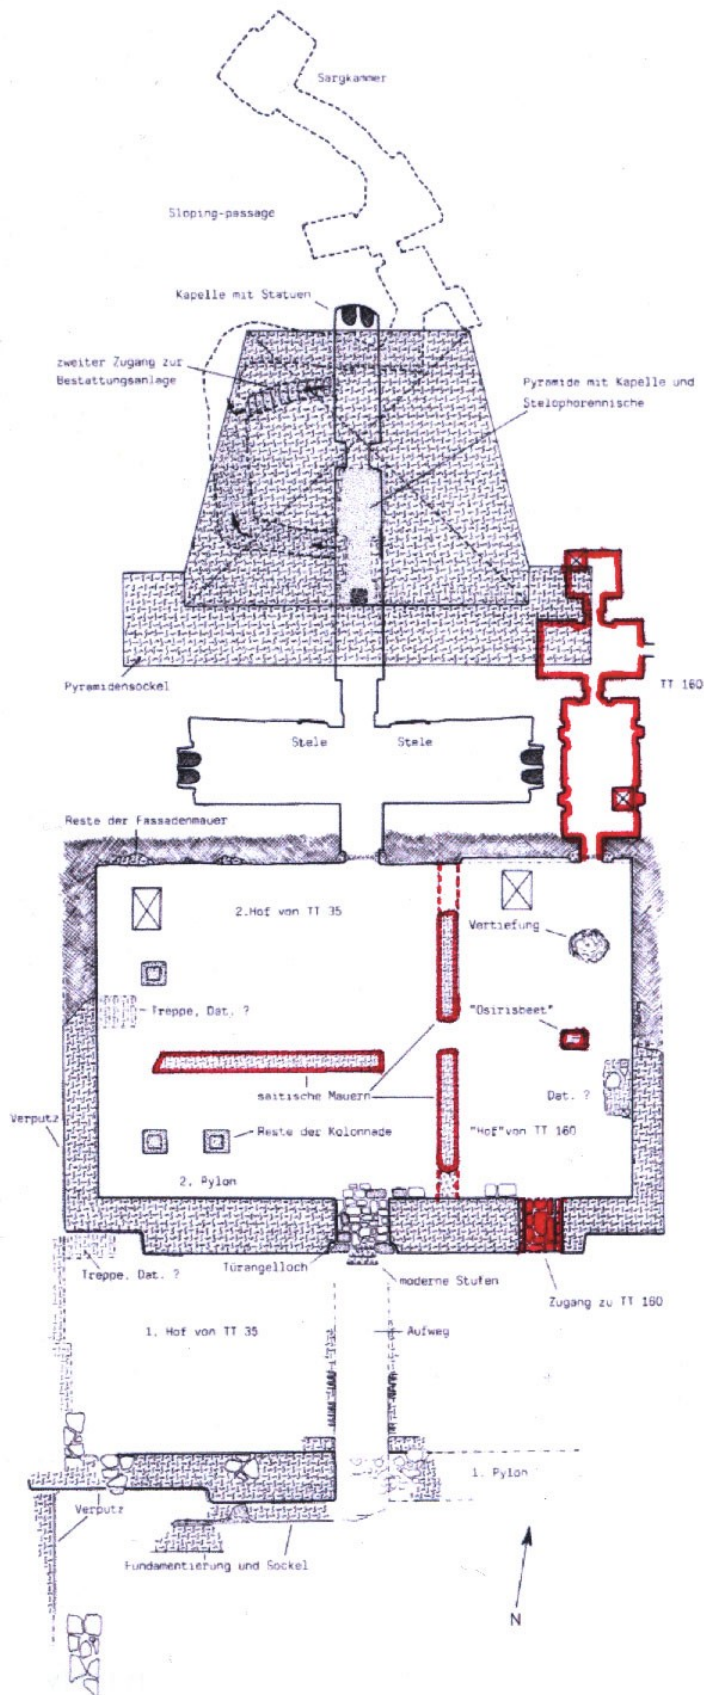 Sargkammer
Sloping-passage
Kapelle mit Statuen
zweiter Zugang zur
Bestattungsanlage
Pyramide mit Kapelle und
Stelophorennische
Pyramidensockel
TT 160
Stele
Stele
Reste der Fassadenmauer
2.Hof von TT 35
Vertiefung
Treppe, Dat. ?
"Osirisbeet"
saitische Mauern
Dat. ?
Verputz
Reste der Kolonnade
"Hof" von TT 160
2. Pylon
Treppe, Dat. ?
Türangelloch
moderne Stufen
Zugang zu TT 160
1. Hof von TT 35
Aufweg
1. Pylon
Verputz
Fundamentierung und Sockel
N